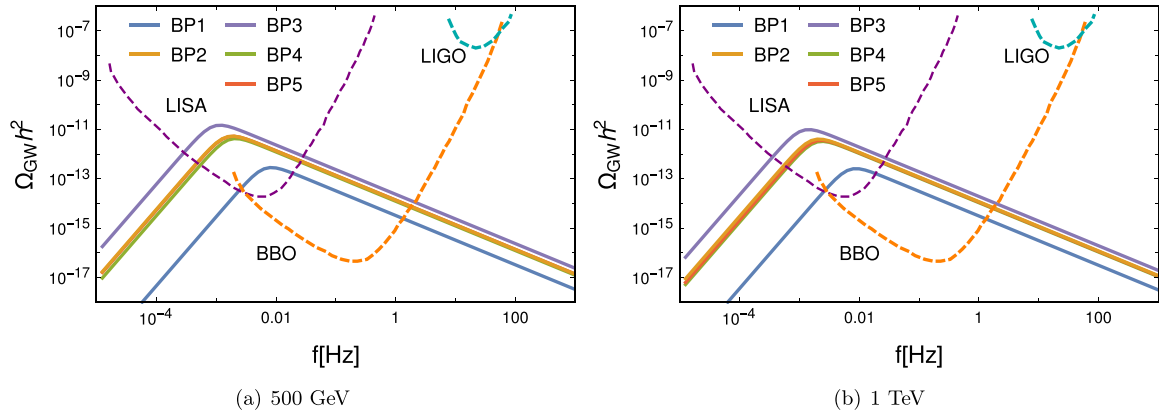 BP1 BP3
BP2 BP4
BP5
LIGO
LISA
BBO
10⁻⁷
10⁻⁹
10⁻¹¹
10⁻¹³
10⁻¹⁵
10⁻¹⁷
Ω_GW h²
10⁻⁴ 0.01 1 100
f[Hz]
(a) 500 GeV
BP1 BP3
BP2 BP4
BP5
LIGO
LISA
BBO
10⁻⁷
10⁻⁹
10⁻¹¹
10⁻¹³
10⁻¹⁵
10⁻¹⁷
Ω_GW h²
10⁻⁴ 0.01 1 100
f[Hz]
(b) 1 TeV